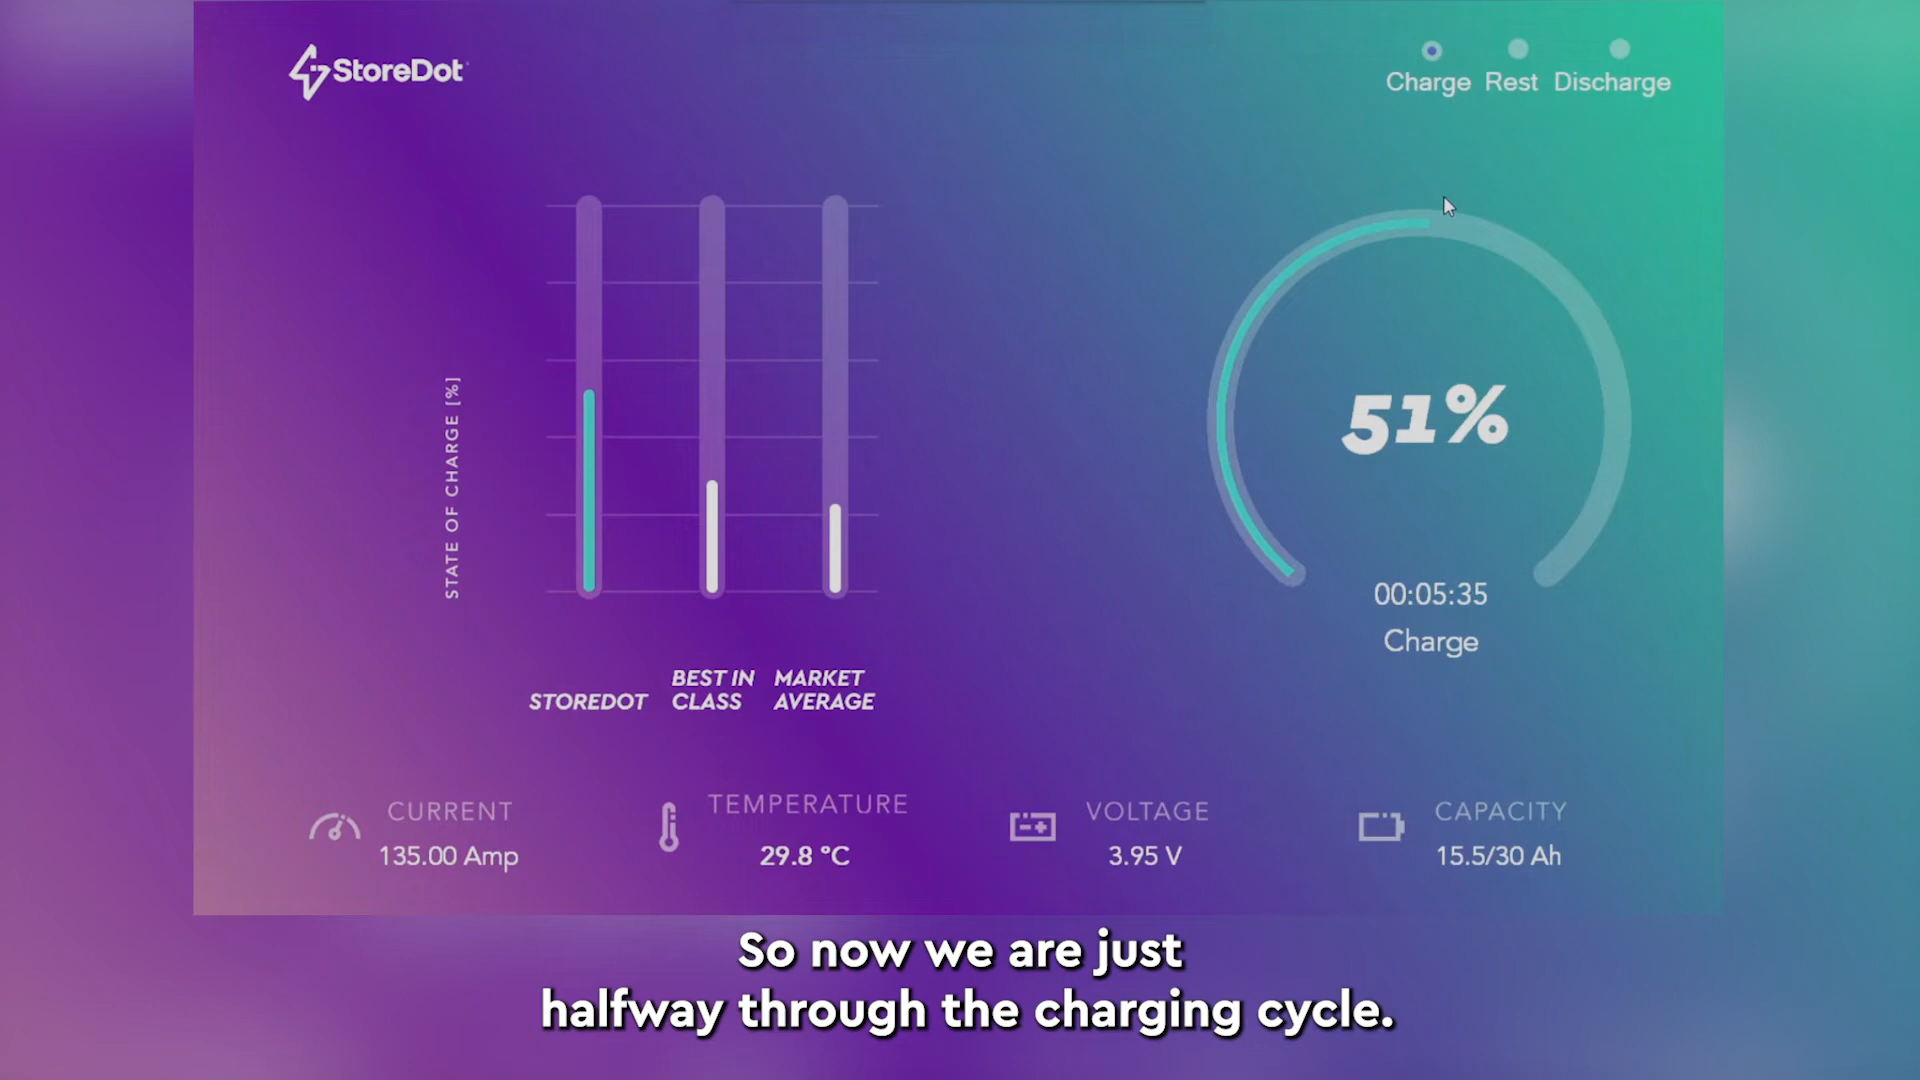 StoreDot
Charge Rest Discharge
STATE OF CHARGE [%]
51%
00:05:35
Charge
STOREDOT
BEST IN
CLASS
MARKET
AVERAGE
CURRENT
135.00 Amp
TEMPERATURE
29.8 °C
VOLTAGE
3.95 V
CAPACITY
15.5/30 Ah
So now we are just
halfway through the charging cycle.